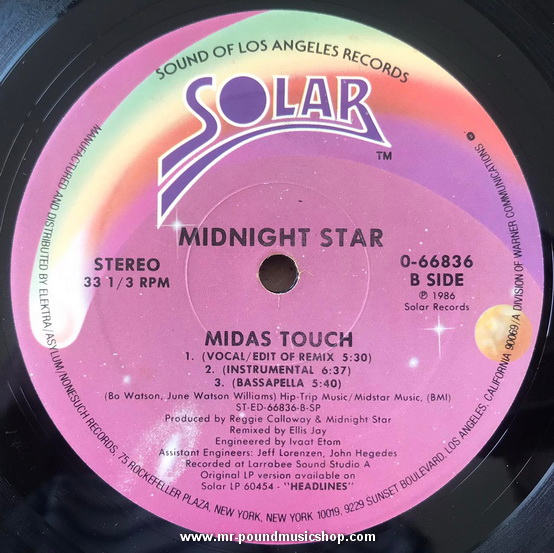 SOUND OF LOS ANGELES RECORDS
SOLAR
TM
MIDNIGHT STAR
STEREO
33 1/3 RPM
0-66836
B SIDE
℗ 1986
Solar Records
MIDAS TOUCH
1. (VOCAL/EDIT OF REMIX 5:30)
2. (INSTRUMENTAL 6:37)
3. (BASSAPELLA 5:40)
(Bo Watson, June Watson Williams) Hip-Trip Music/Midstar Music, (BMI)
ST-ED-66836-B-SP
Produced by Reggie Calloway & Midnight Star
Remixed by Ellis Jay
Engineered by Ivaat Etom
Assistant Engineers: Jeff Lorenzen, John Hegedes
Recorded at Larrabee Sound Studio A
Original LP version available on
Solar LP 60454 - "HEADLINES"
MANUFACTURED AND DISTRIBUTED BY ELEKTRA/ASYLUM/NONESUCH RECORDS, 75 ROCKEFELLER PLAZA, NEW YORK, NEW YORK 10019, 9229 SUNSET BOULEVARD, LOS ANGELES, CALIFORNIA 90069/A DIVISION OF WARNER COMMUNICATIONS
www.mr-poundmusicshop.com